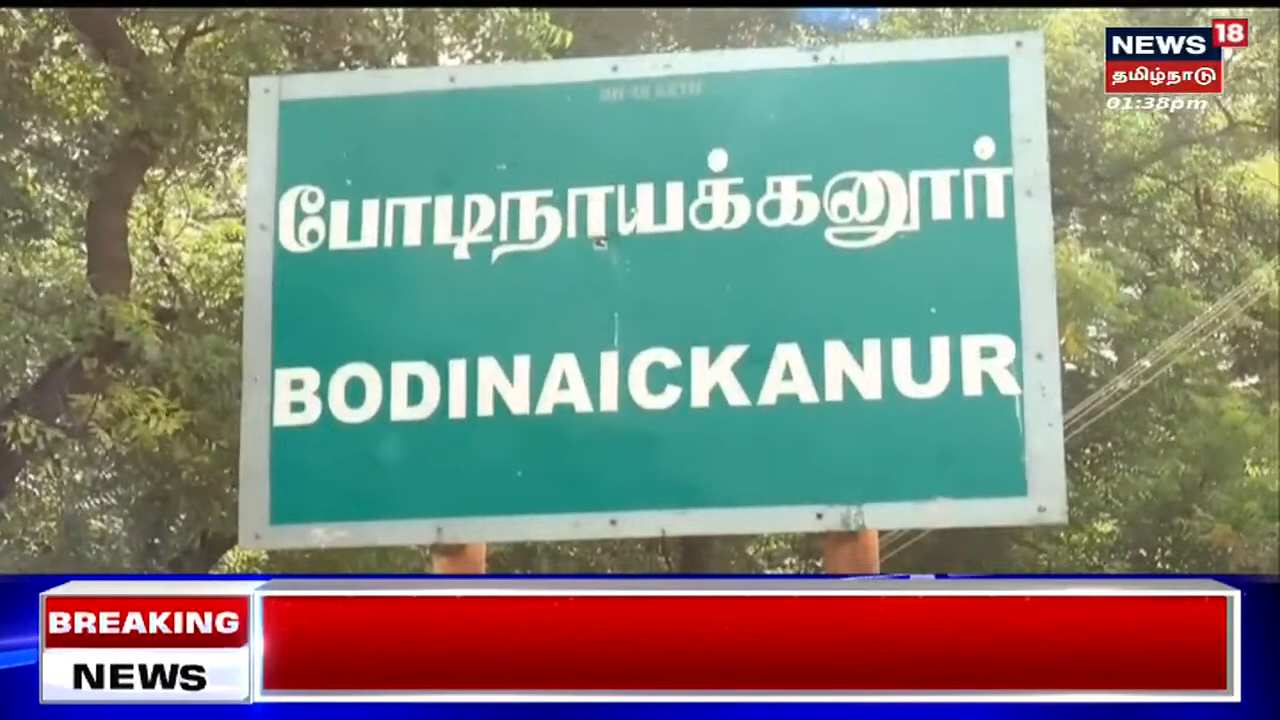 NEWS 18
தமிழ்நாடு
01:38pm
போடிநாயக்கனூர்
BODINAICKANUR
BREAKING
NEWS